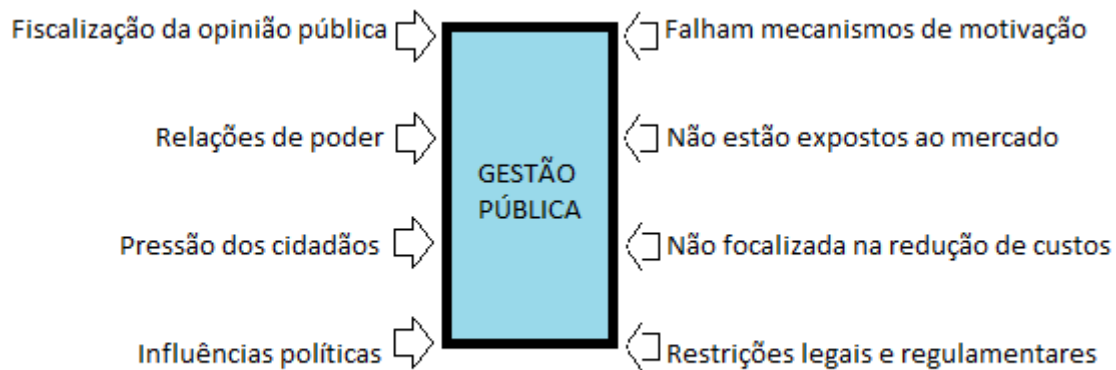 Fiscalização da opinião pública
Falham mecanismos de motivação
Relações de poder
Não estão expostos ao mercado
GESTÃO
PÚBLICA
Pressão dos cidadãos
Não focalizada na redução de custos
Influências políticas
Restrições legais e regulamentares